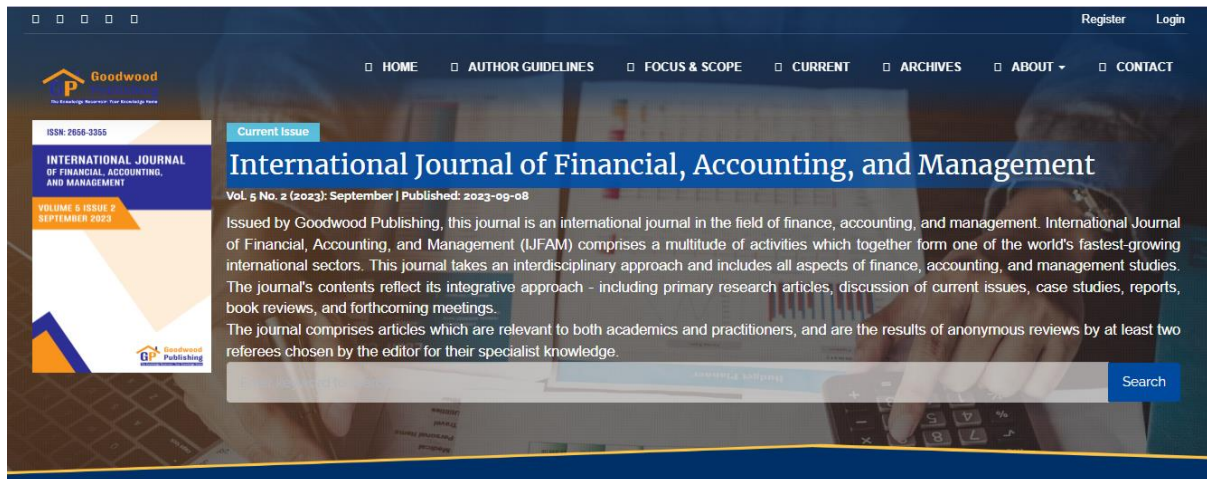 Register Login
Goodwood
HOME AUTHOR GUIDELINES FOCUS & SCOPE CURRENT ARCHIVES ABOUT CONTACT
ISSN: 2656-3355
INTERNATIONAL JOURNAL
OF FINANCIAL, ACCOUNTING,
AND MANAGEMENT
VOLUME 5 ISSUE 2
SEPTEMBER 2023
Goodwood
GP Publishing
Current Issue
International Journal of Financial, Accounting, and Management
Vol. 5 No. 2 (2023): September | Published: 2023-09-08
Issued by Goodwood Publishing, this journal is an international journal in the field of finance, accounting, and management. International Journal
of Financial, Accounting, and Management (IJFAM) comprises a multitude of activities which together form one of the world's fastest-growing
international sectors. This journal takes an interdisciplinary approach and includes all aspects of finance, accounting, and management studies.
The journal's contents reflect its integrative approach - including primary research articles, discussion of current issues, case studies, reports,
book reviews, and forthcoming meetings.
The journal comprises articles which are relevant to both academics and practitioners, and are the results of anonymous reviews by at least two
referees chosen by the editor for their specialist knowledge.
Search